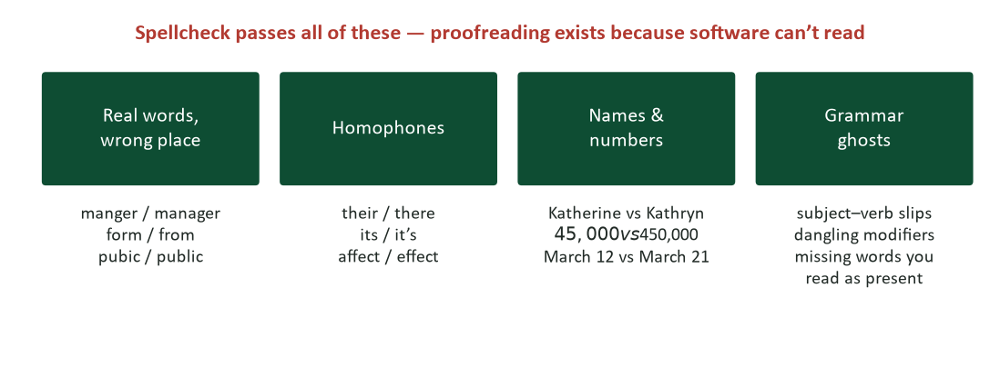 Spellcheck passes all of these — proofreading exists because software can’t read
Real words,
wrong place
manger / manager
form / from
pubic / public
Homophones
their / there
its / it’s
affect / effect
Names &
numbers
Katherine vs Kathryn
45, 000vs450,000
March 12 vs March 21
Grammar
ghosts
subject–verb slips
dangling modifiers
missing words you
read as present